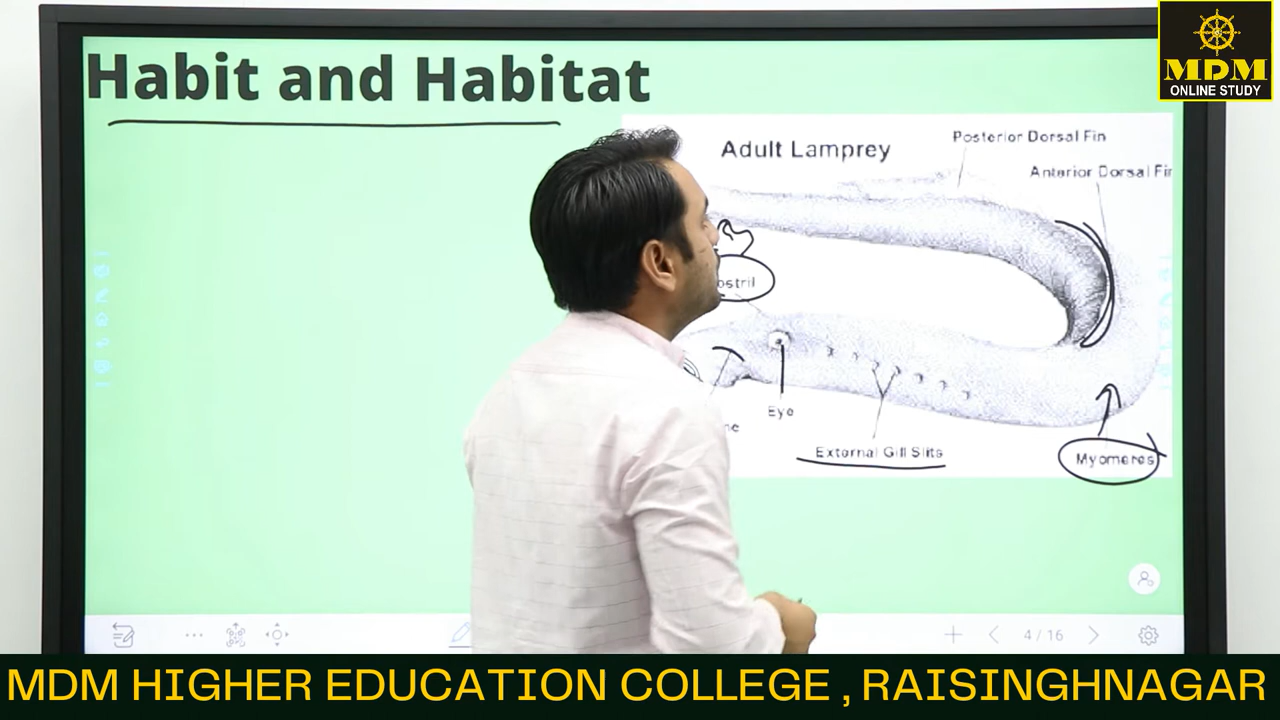 Habit and Habitat
MDM
ONLINE STUDY
Adult Lamprey
Posterior Dorsal Fin
Anterior Dorsal Fin
ostril
Eye
External Gill Slits
Myomeres
4 / 16
MDM HIGHER EDUCATION COLLEGE , RAISINGHNAGAR